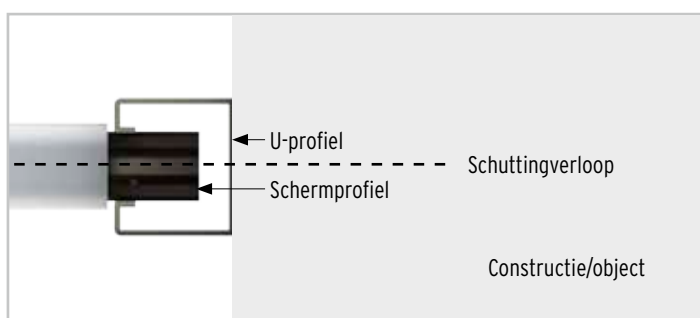 U-profiel
Schuttingverloop
Schermprofiel
Constructie/object